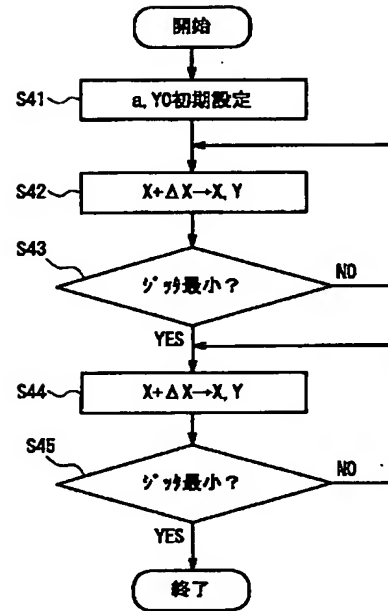 開始
S41
a, Y0初期設定
S42
X+ΔX→X, Y
S43
ジッタ最小？
NO
YES
S44
X+ΔX→X, Y
S45
ジッタ最小？
NO
YES
終了